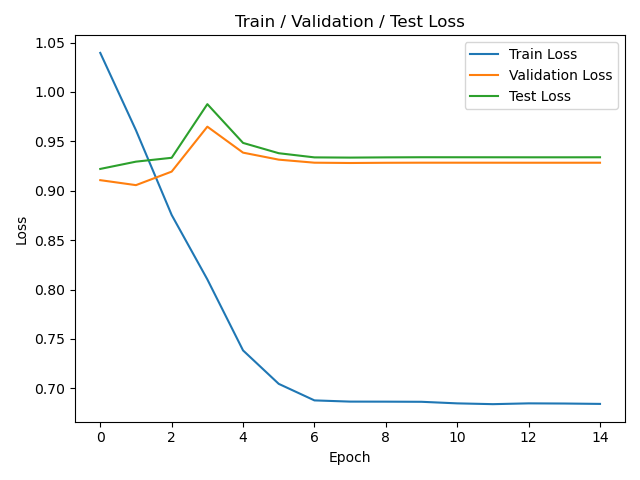 Train / Validation / Test Loss
Train Loss
Validation Loss
Test Loss
Loss
1.05
1.00
0.95
0.90
0.85
0.80
0.75
0.70
0 2 4 6 8 10 12 14
Epoch